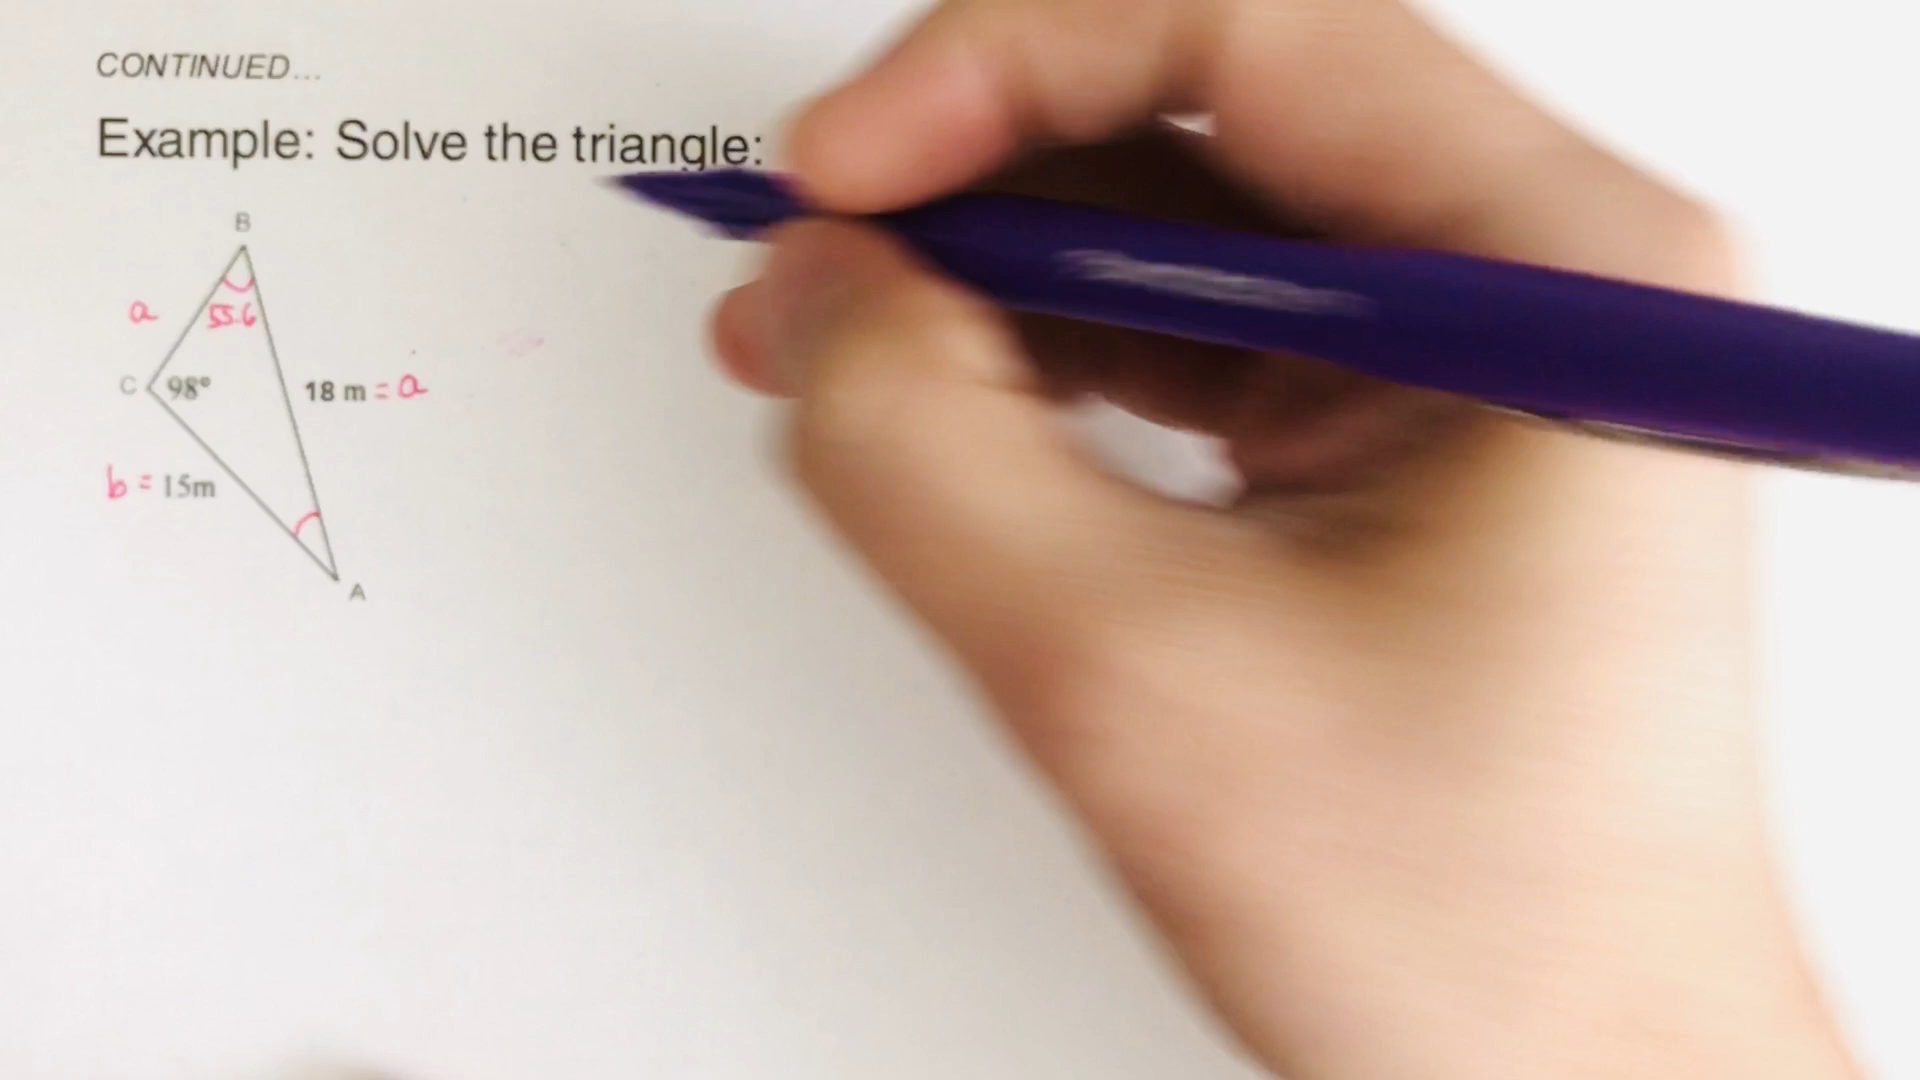 CONTINUED...
Example: Solve the triangle:
B
a
55.6
C 98°
18 m = a
b = 15m
A